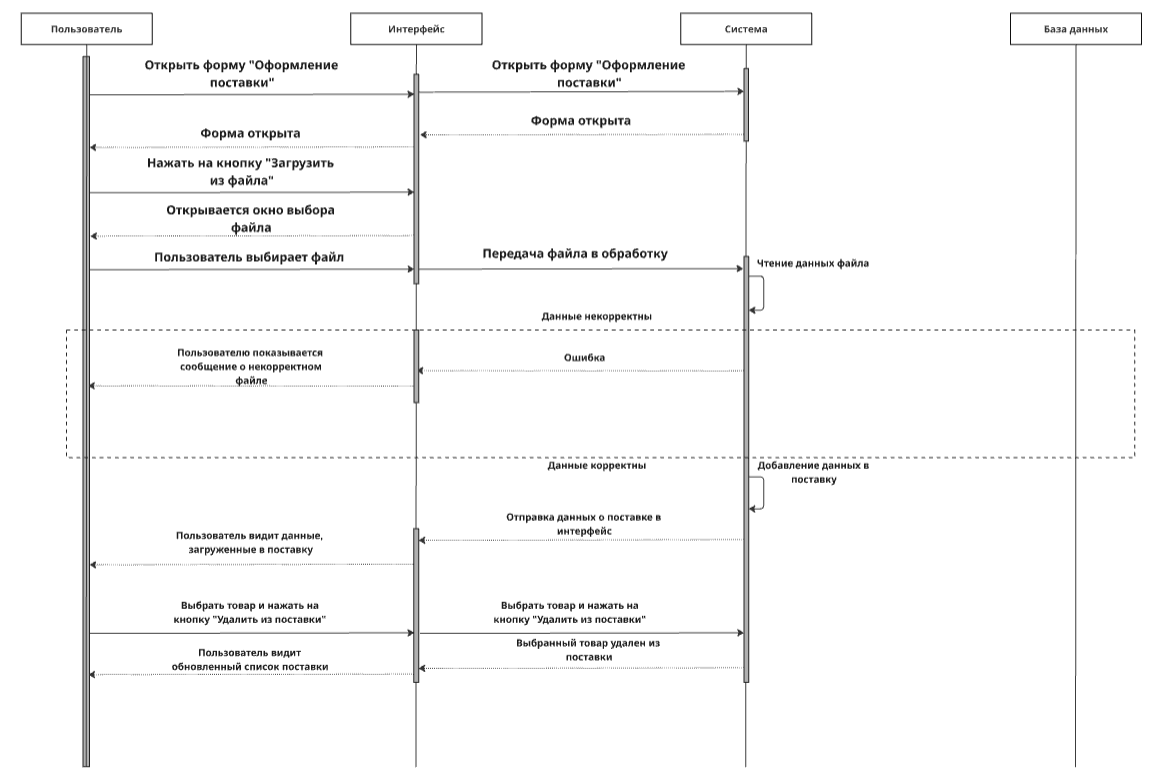 Пользователь
Интерфейс
Система
База данных
Открыть форму "Оформление
поставки"
Открыть форму "Оформление
поставки"
Форма открыта
Форма открыта
Нажать на кнопку "Загрузить
из файла"
Открывается окно выбора
файла
Пользователь выбирает файл
Передача файла в обработку
Чтение данных файла
Данные некорректны
Пользователю показывается
сообщение о некорректном
файле
Ошибка
Данные корректны
Добавление данных в
поставку
Отправка данных о поставке в
интерфейс
Пользователь видит данные,
загруженные в поставку
Выбрать товар и нажать на
кнопку "Удалить из поставки"
Выбрать товар и нажать на
кнопку "Удалить из поставки"
Выбранный товар удален из
поставки
Пользователь видит
обновленный список поставки